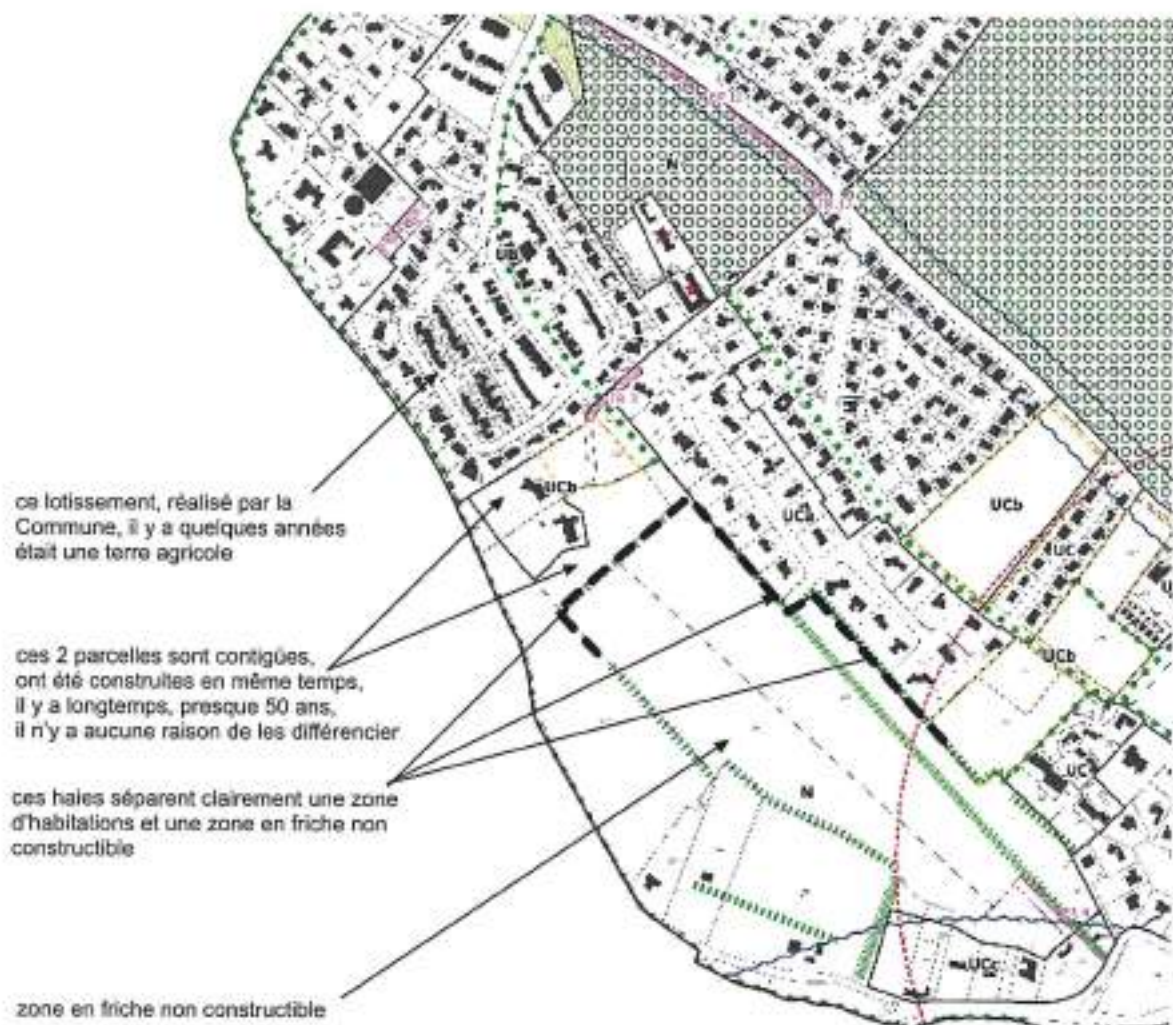 N
UB
ce lotissement, réalisé par la
Commune, il y a quelques années
était une terre agricole
UCb
UCb
UC
UCb
ces 2 parcelles sont contigües,
ont été construites en même temps,
il y a longtemps, presque 50 ans,
il n'y a aucune raison de les différencier
UC
ces haies séparent clairement une zone
d'habitations et une zone en friche non
constructible
N
UCc
zone en friche non constructible